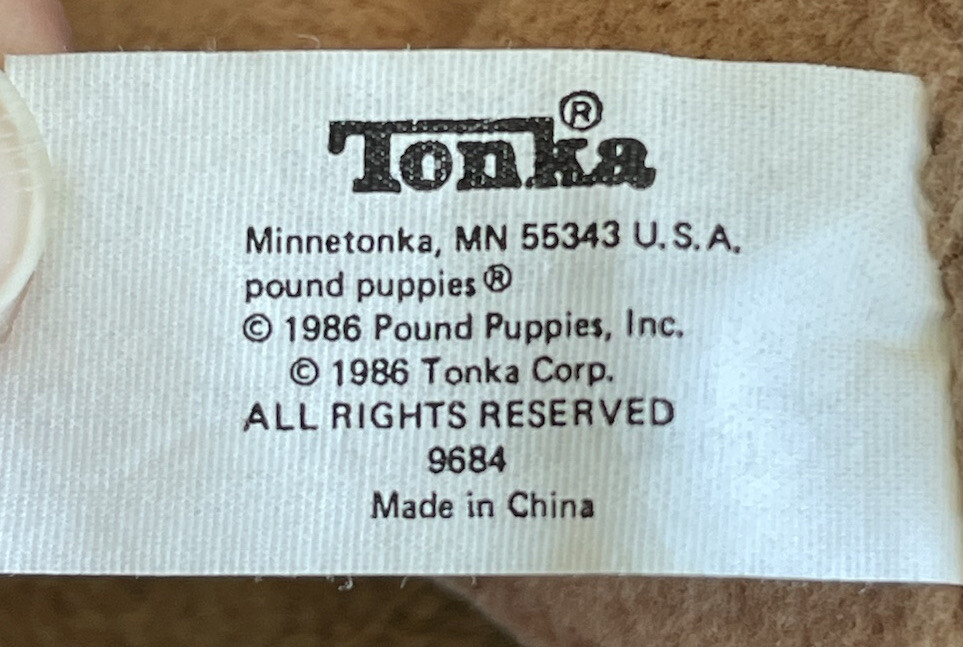 Tonka®
Minnetonka, MN 55343 U.S.A.
pound puppies®
© 1986 Pound Puppies, Inc.
© 1986 Tonka Corp.
ALL RIGHTS RESERVED
9684
Made in China